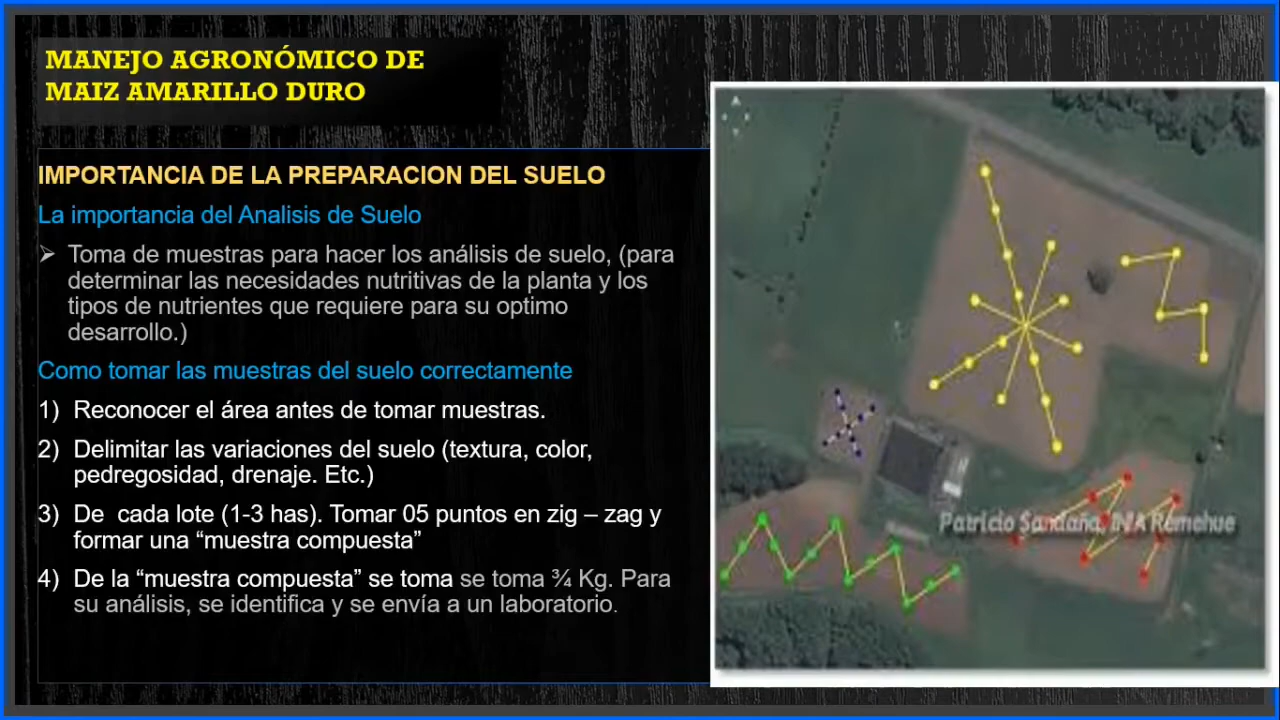 MANEJO AGRONÓMICO DE
MAIZ AMARILLO DURO
IMPORTANCIA DE LA PREPARACION DEL SUELO
La importancia del Analisis de Suelo
➢ Toma de muestras para hacer los análisis de suelo, (para
determinar las necesidades nutritivas de la planta y los
tipos de nutrientes que requiere para su optimo
desarrollo.)
Como tomar las muestras del suelo correctamente
1) Reconocer el área antes de tomar muestras.
2) Delimitar las variaciones del suelo (textura, color,
pedregosidad, drenaje. Etc.)
3) De cada lote (1-3 has). Tomar 05 puntos en zig – zag y
formar una “muestra compuesta”
4) De la “muestra compuesta” se toma se toma ¾ Kg. Para
su análisis, se identifica y se envía a un laboratorio.
Patricio Sandaña, INIA Remehue